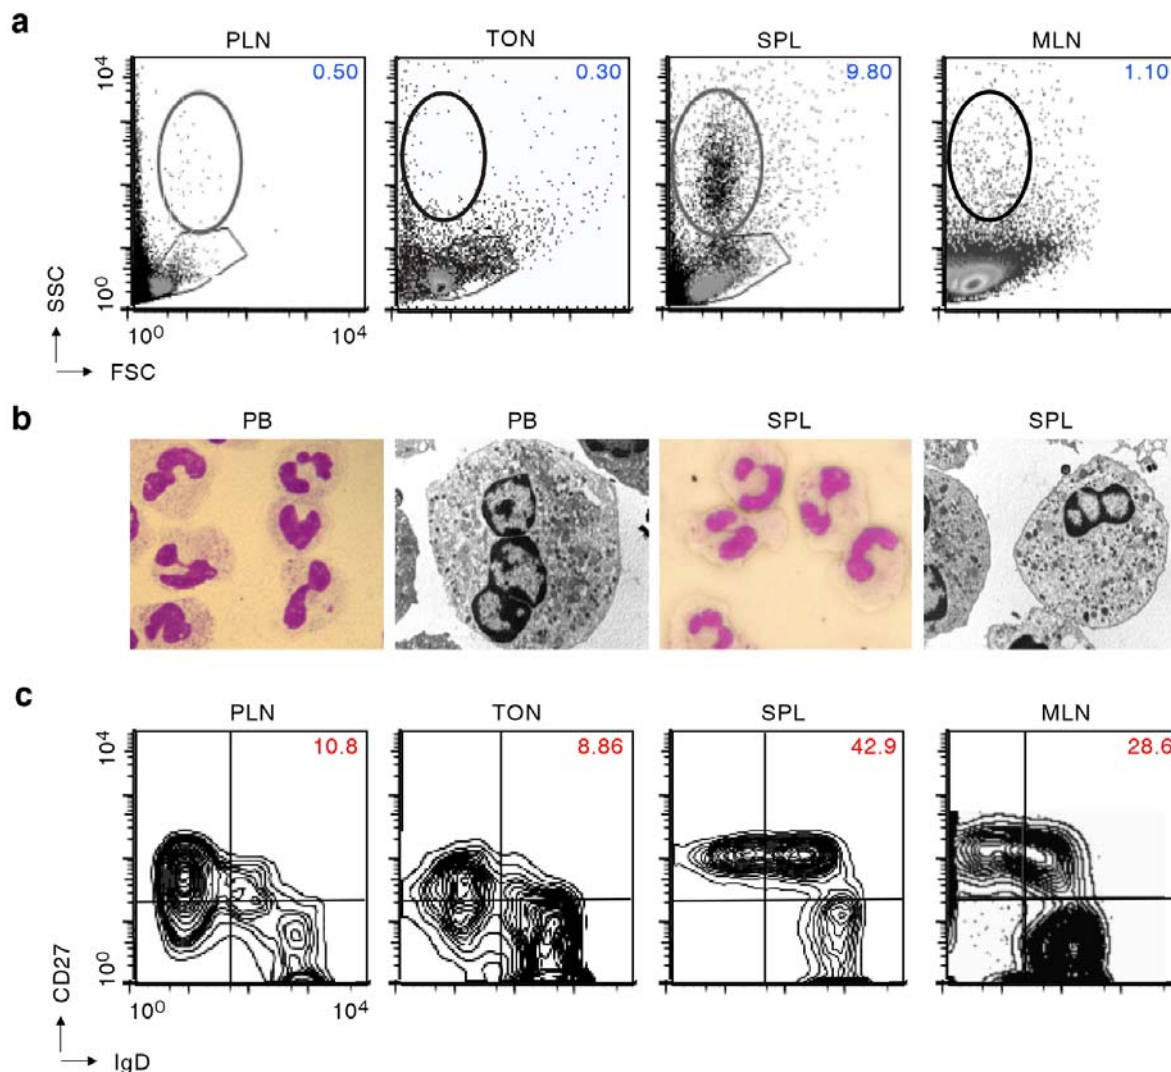 a
PLN TON SPL MLN
10⁴ 0.50 0.30 9.80 1.10
SSC
10⁰
10⁰ 10⁴
FSC
b
PB PB SPL SPL
c
PLN TON SPL MLN
10⁴ 10.8 8.86 42.9 28.6
CD27
10⁰
10⁰ 10⁴
IgD